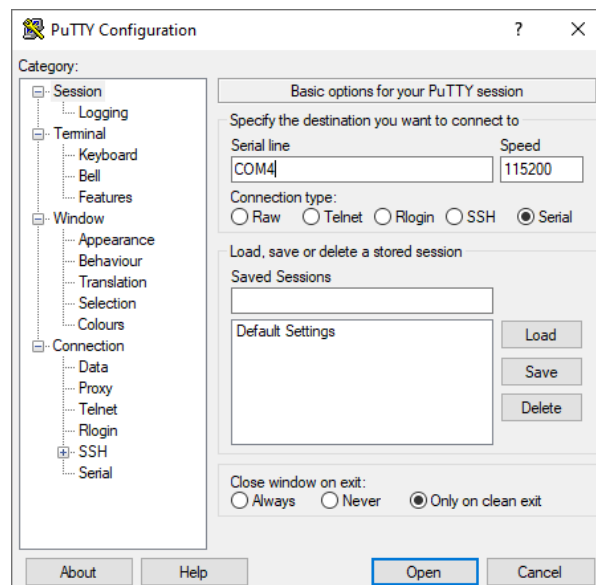 PuTTY Configuration
?
Category:
Session
Logging
Terminal
Keyboard
Bell
Features
Window
Appearance
Behaviour
Translation
Selection
Colours
Connection
Data
Proxy
Telnet
Rlogin
SSH
Serial
Basic options for your PuTTY session
Specify the destination you want to connect to
Serial line Speed
COM4 115200
Connection type:
Raw Telnet Rlogin SSH Serial
Load, save or delete a stored session
Saved Sessions
Default Settings
Load
Save
Delete
Close window on exit:
Always Never Only on clean exit
About Help Open Cancel